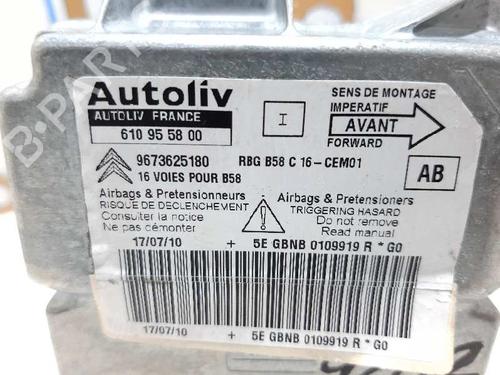 Autoliv
AUTOLIV FRANCE
610 95 58 00
I
SENS DE MONTAGE
IMPERATIF
AVANT
FORWARD
9673625180
RBG B58 C 16-CEM01
16 VOIES POUR B58
AB
Airbags & Pretensionneurs
RISQUE DE DECLENCHEMENT
Consulter la notice
Ne pas démonter
Airbags & Pretensioners
TRIGGERING HASARD
Do not remove
Read manual
17/07/10 + 5E GBNB 0109919 R * G0
17/07/10 + 5E GBNB 0109919 R * G0
B-PARTS